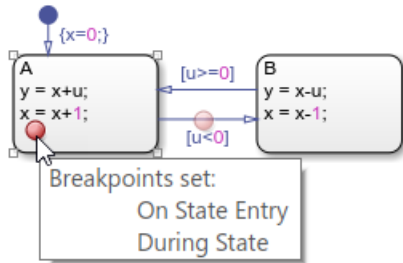 {x=0;}
A
y = x+u;
x = x+1;
[u>=0]
[u<0]
B
y = x-u;
x = x-1;
Breakpoints set:
On State Entry
During State